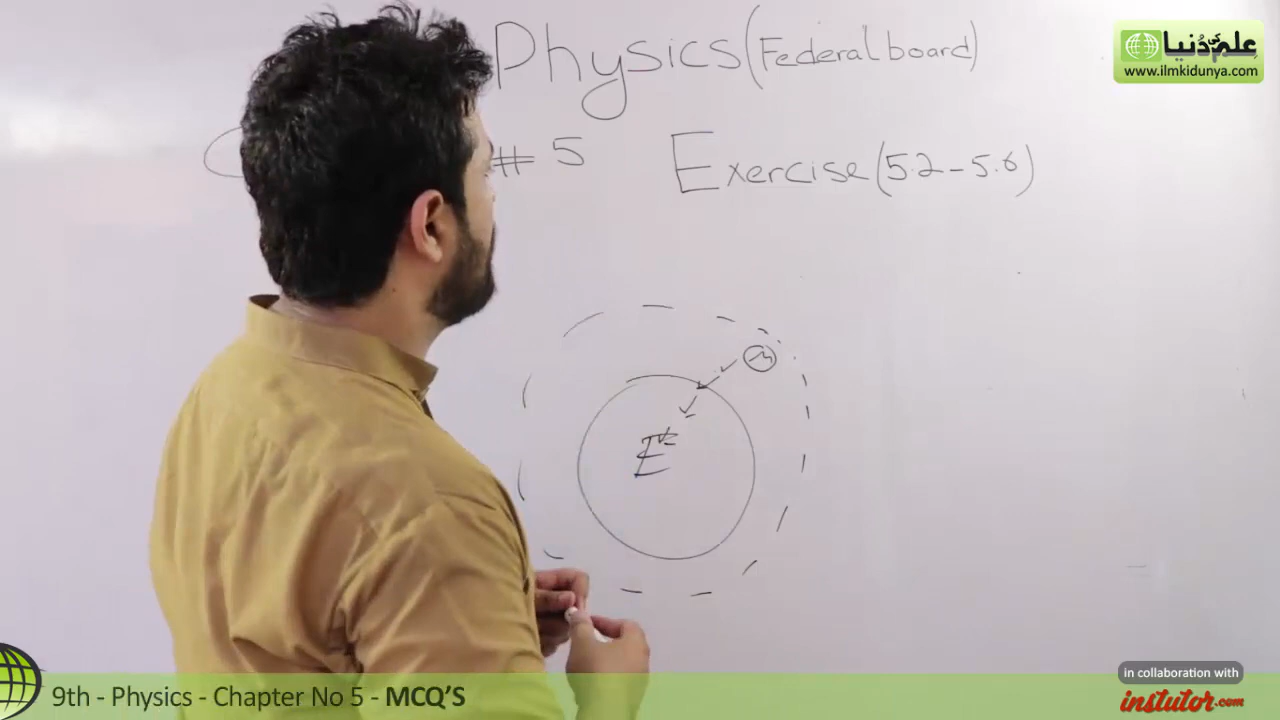 Physics (Federal board)
# 5 Exercise (5.2 - 5.6)
m
E
علم کی دُنیا
www.ilmkidunya.com
9th - Physics - Chapter No 5 - MCQ'S
in collaboration with
instutor.com